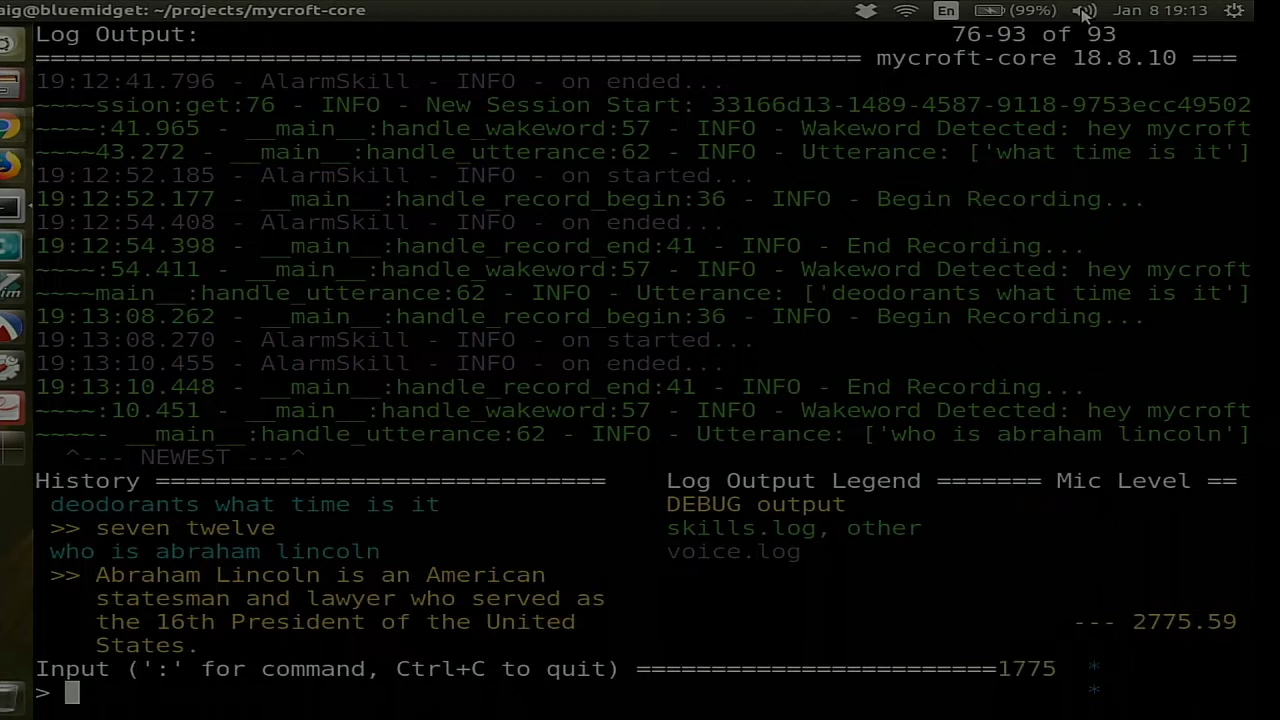 aig@bluemidget: ~/projects/mycroft-core En (99%) Jan 8 19:13
Log Output: 76-93 of 93
======================================================= mycroft-core 18.8.10 ===
19:12:41.796 - AlarmSkill - INFO - on ended...
~~~~ssion:get:76 - INFO - New Session Start: 33166d13-1489-4587-9118-9753ecc49502
~~~~:41.965 - __main__:handle_wakeword:57 - INFO - Wakeword Detected: hey mycroft
~~~~43.272 - __main__:handle_utterance:62 - INFO - Utterance: ['what time is it']
19:12:52.185 - AlarmSkill - INFO - on started...
19:12:52.177 - __main__:handle_record_begin:36 - INFO - Begin Recording...
19:12:54.408 - AlarmSkill - INFO - on ended...
19:12:54.398 - __main__:handle_record_end:41 - INFO - End Recording...
~~~~:54.411 - __main__:handle_wakeword:57 - INFO - Wakeword Detected: hey mycroft
~~~~main__:handle_utterance:62 - INFO - Utterance: ['deodorants what time is it']
19:13:08.262 - __main__:handle_record_begin:36 - INFO - Begin Recording...
19:13:08.270 - AlarmSkill - INFO - on started...
19:13:10.455 - AlarmSkill - INFO - on ended...
19:13:10.448 - __main__:handle_record_end:41 - INFO - End Recording...
~~~~:10.451 - __main__:handle_wakeword:57 - INFO - Wakeword Detected: hey mycroft
~~~~- __main__:handle_utterance:62 - INFO - Utterance: ['who is abraham lincoln']
^--- NEWEST ---^
History ============================== Log Output Legend ======= Mic Level ==
deodorants what time is it DEBUG output
>> seven twelve skills.log, other
who is abraham lincoln voice.log
>> Abraham Lincoln is an American
statesman and lawyer who served as
the 16th President of the United --- 2775.59
States.
Input (':' for command, Ctrl+C to quit) ========================1775 *
> *